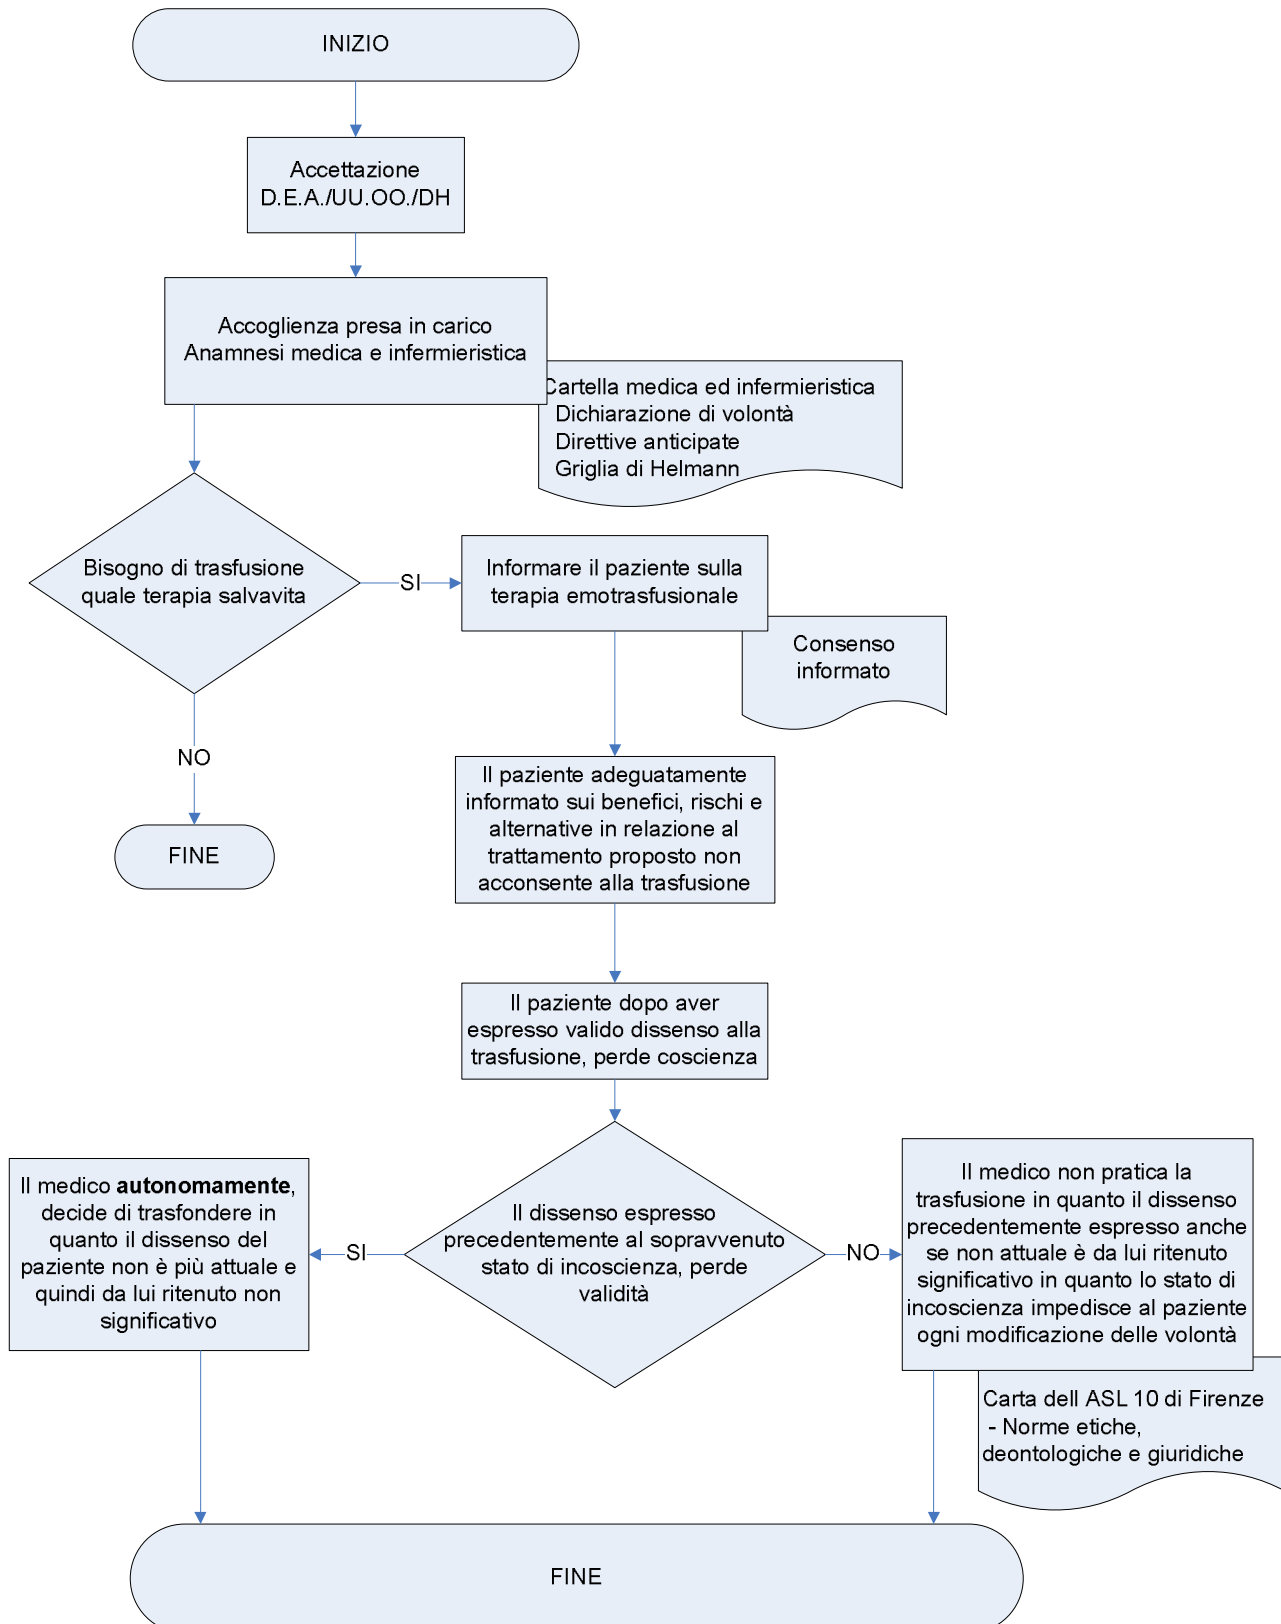 INIZIO
Accettazione
D.E.A./UU.OO./DH
Accoglienza presa in carico
Anamnesi medica e infermieristica
Cartella medica ed infermieristica
Dichiarazione di volontà
Direttive anticipate
Griglia di Helmann
Bisogno di trasfusione
quale terapia salvavita
SI
Informare il paziente sulla
terapia emotrasfusionale
Consenso
informato
NO
FINE
Il paziente adeguatamente
informato sui benefici, rischi e
alternative in relazione al
trattamento proposto non
acconsente alla trasfusione
Il paziente dopo aver
espresso valido dissenso alla
trasfusione, perde coscienza
Il dissenso espresso
precedentemente al sopravvenuto
stato di incoscienza, perde
validità
SI
Il medico autonomamente,
decide di trasfondere in
quanto il dissenso del
paziente non è più attuale e
quindi da lui ritenuto non
significativo
NO
Il medico non pratica la
trasfusione in quanto il dissenso
precedentemente espresso anche
se non attuale è da lui ritenuto
significativo in quanto lo stato di
incoscienza impedisce al paziente
ogni modificazione delle volontà
Carta dell ASL 10 di Firenze
- Norme etiche,
deontologiche e giuridiche
FINE